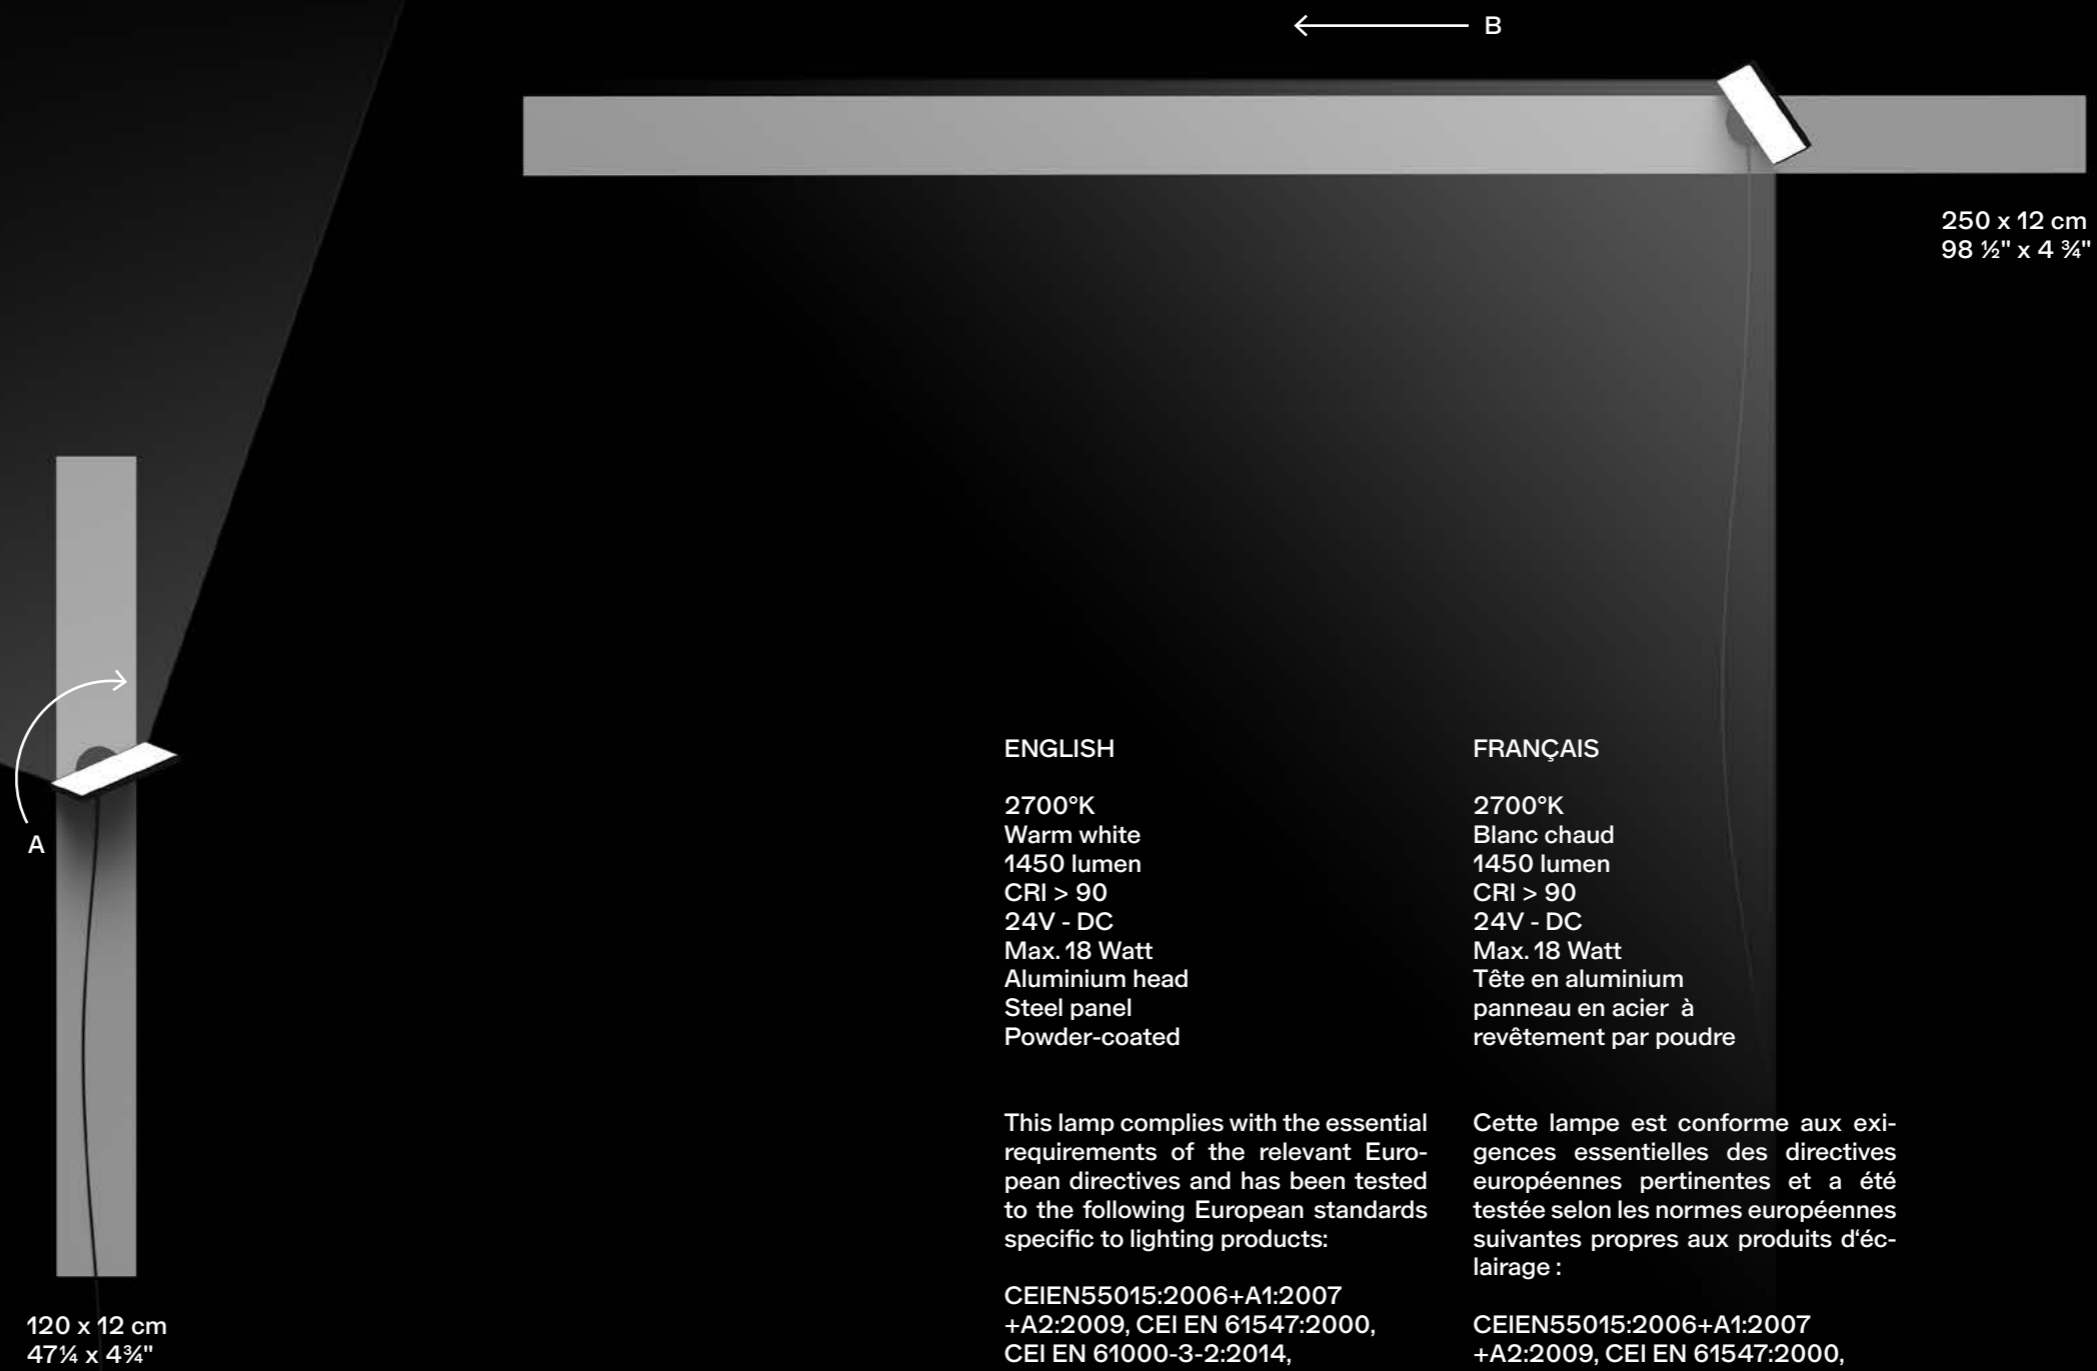 B
250 x 12 cm
98 ½" x 4 ¾"
A
120 x 12 cm
47¼ x 4¾"
ENGLISH
2700°K
Warm white
1450 lumen
CRI > 90
24V - DC
Max. 18 Watt
Aluminium head
Steel panel
Powder-coated
This lamp complies with the essential
requirements of the relevant Euro-
pean directives and has been tested
to the following European standards
specific to lighting products:
CEIEN55015:2006+A1:2007
+A2:2009, CEI EN 61547:2000,
CEI EN 61000-3-2:2014,
FRANÇAIS
2700°K
Blanc chaud
1450 lumen
CRI > 90
24V - DC
Max. 18 Watt
Tête en aluminium
panneau en acier à
revêtement par poudre
Cette lampe est conforme aux exi-
gences essentielles des directives
européennes pertinentes et a été
testée selon les normes européennes
suivantes propres aux produits d‘éc-
lairage :
CEIEN55015:2006+A1:2007
+A2:2009, CEI EN 61547:2000,